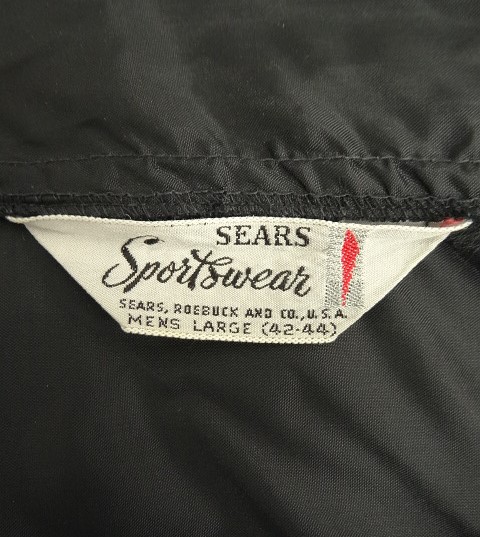 SEARS
Sportswear
SEARS, ROEBUCK AND CO., U.S.A.
MENS LARGE (42-44)